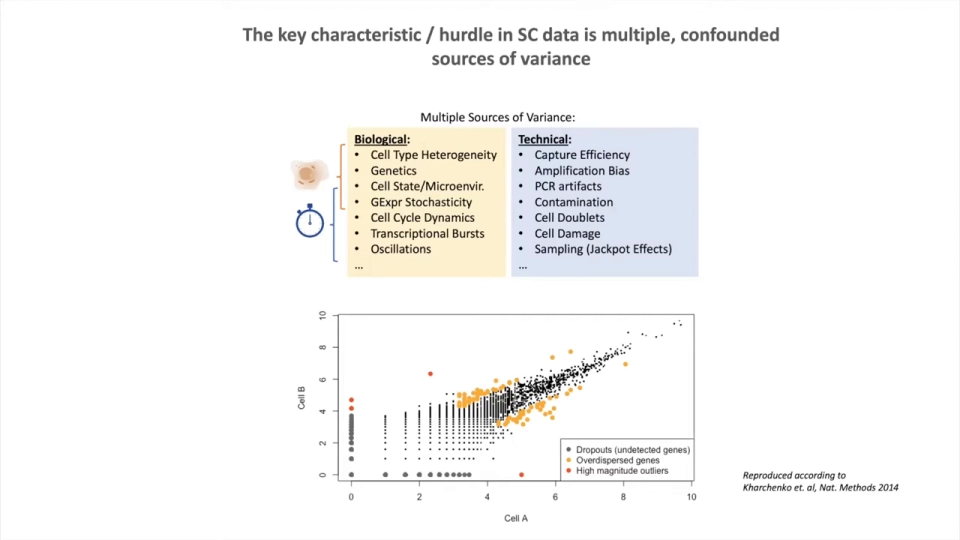 The key characteristic / hurdle in SC data is multiple, confounded
sources of variance
Multiple Sources of Variance:
Biological:
• Cell Type Heterogeneity
• Genetics
• Cell State/Microenvir.
• GExpr Stochasticity
• Cell Cycle Dynamics
• Transcriptional Bursts
• Oscillations
...
Technical:
• Capture Efficiency
• Amplification Bias
• PCR artifacts
• Contamination
• Cell Doublets
• Cell Damage
• Sampling (Jackpot Effects)
...
Cell B
10
8
6
4
2
0
Dropouts (undetected genes)
Overdispersed genes
High magnitude outliers
0 2 4 6 8 10
Cell A
Reproduced according to
Kharchenko et. al, Nat. Methods 2014